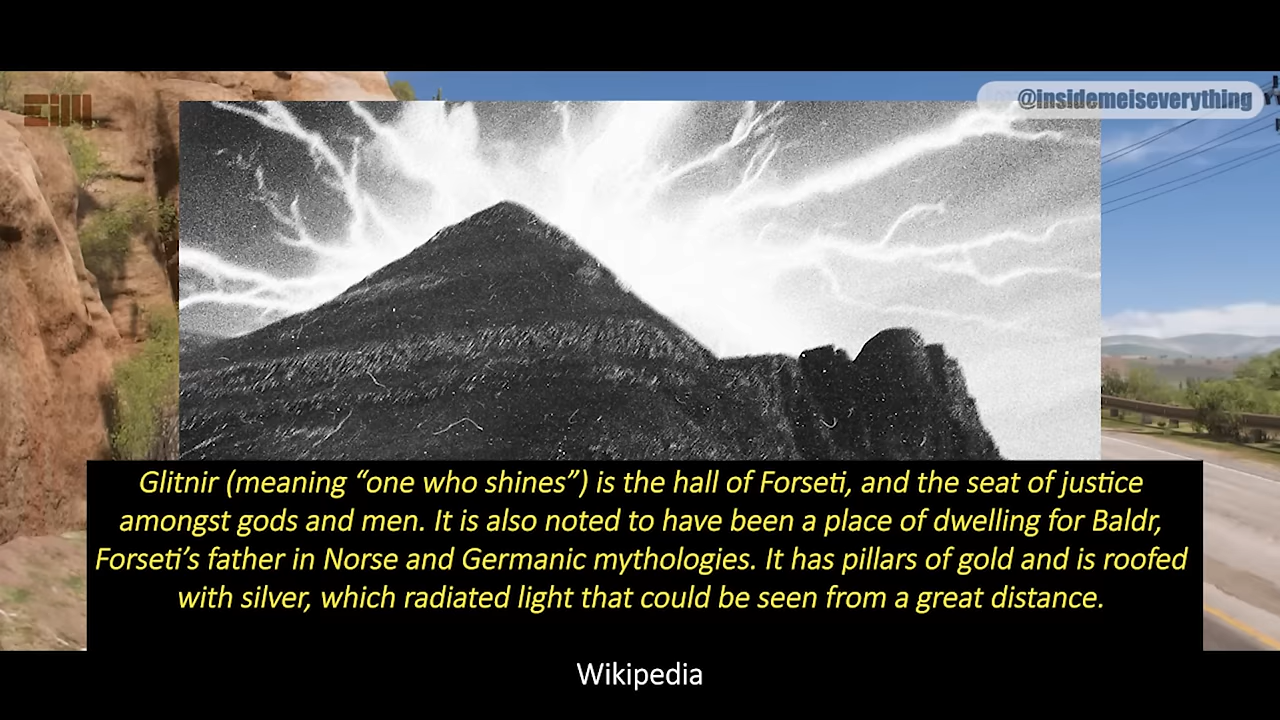 @insidemeiseverything
Glitnir (meaning “one who shines”) is the hall of Forseti, and the seat of justice
amongst gods and men. It is also noted to have been a place of dwelling for Baldr,
Forseti’s father in Norse and Germanic mythologies. It has pillars of gold and is roofed
with silver, which radiated light that could be seen from a great distance.
Wikipedia